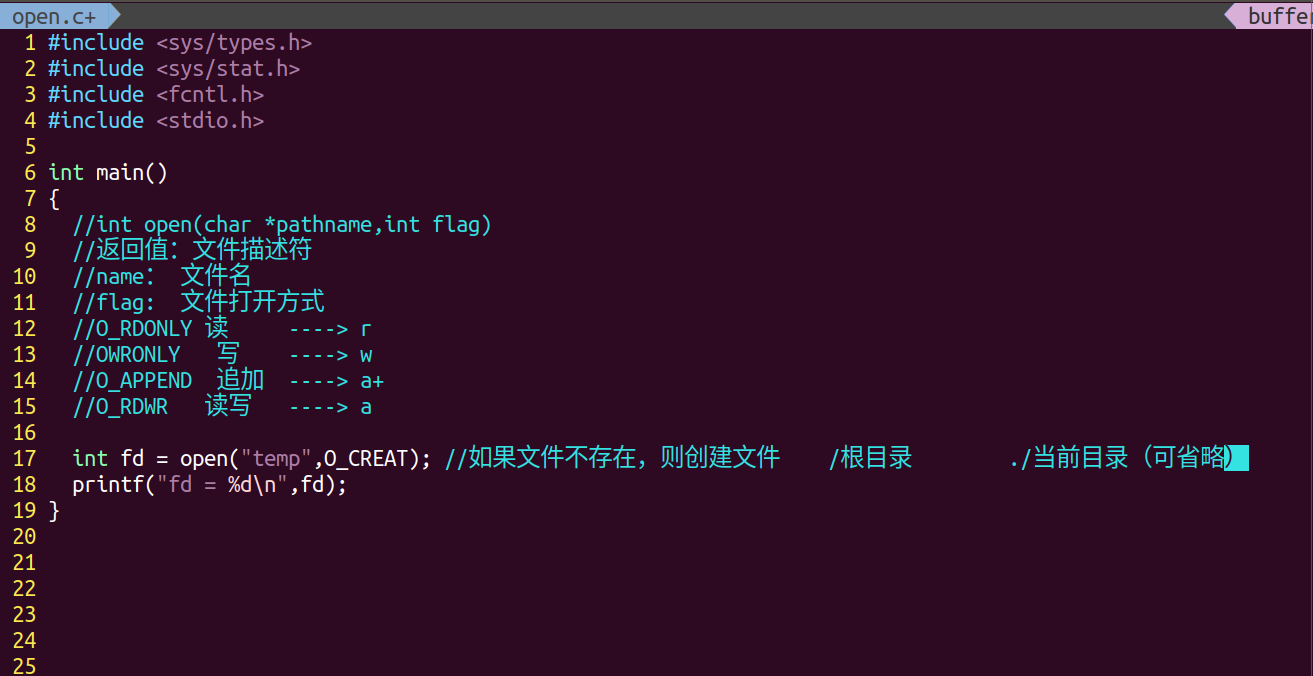 open.c+ buffer
1 #include <sys/types.h>
2 #include <sys/stat.h>
3 #include <fcntl.h>
4 #include <stdio.h>
5
6 int main()
7 {
8 //int open(char *pathname,int flag)
9 //返回值：文件描述符
10 //name： 文件名
11 //flag: 文件打开方式
12 //O_RDONLY 读 ----> r
13 //OWRONLY 写 ----> w
14 //O_APPEND 追加 ----> a+
15 //O_RDWR 读写 ----> a
16
17 int fd = open("temp",O_CREAT); //如果文件不存在，则创建文件 /根目录 ./当前目录（可省略）
18 printf("fd = %d\n",fd);
19 }
20
21
22
23
24
25